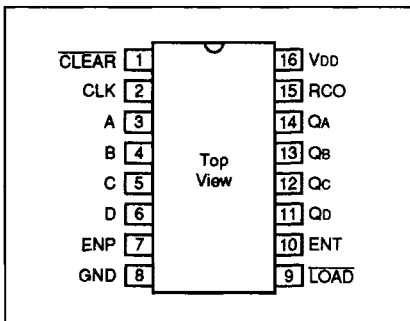 CLEAR 1 16 VDD
CLK 2 15 RCO
A 3 14 QA
B 4 13 QB
C 5 12 QC
D 6 11 QD
ENP 7 10 ENT
GND 8 9 LOAD
Top
View